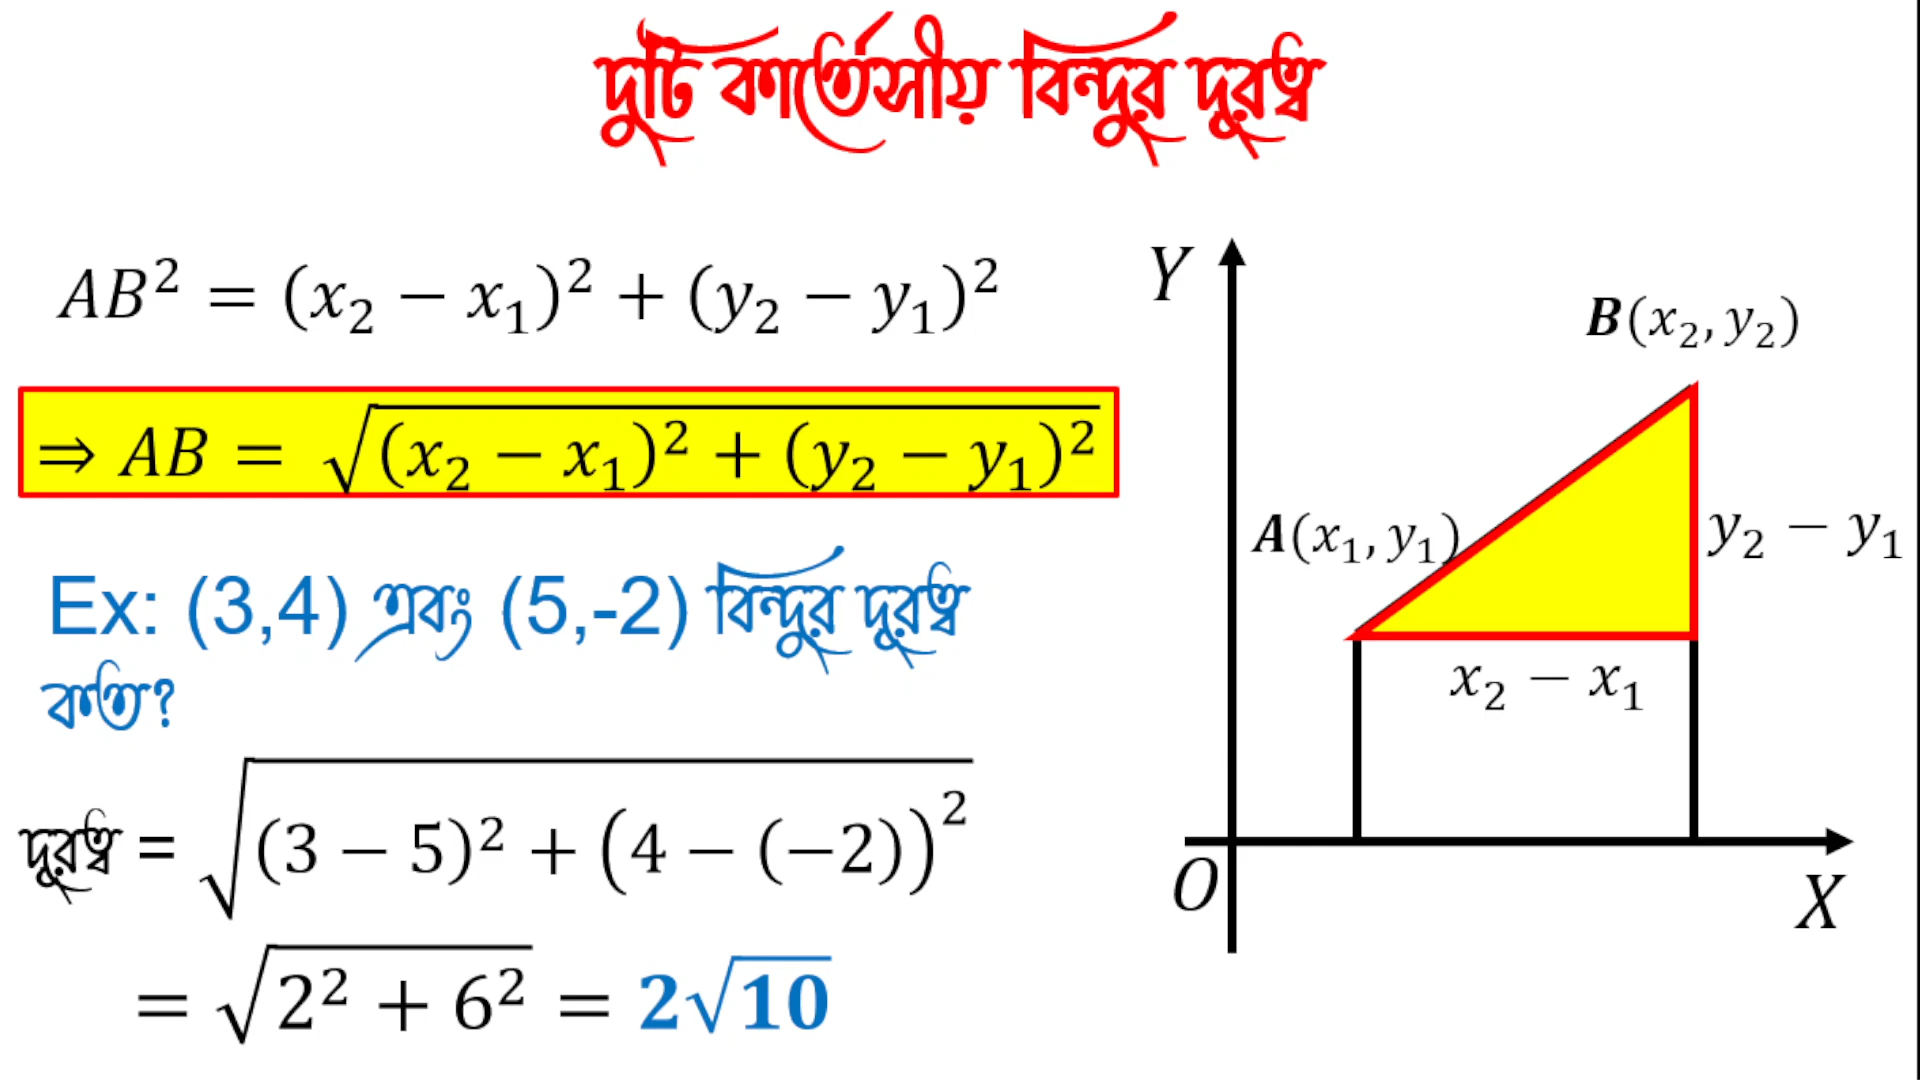 দুটি কার্তেসীয় বিন্দুর দূরত্ব
AB² = (x₂ − x₁)² + (y₂ − y₁)²
⇒ AB = √((x₂ − x₁)² + (y₂ − y₁)²)
Ex: (3,4) এবং (5,-2) বিন্দুর দূরত্ব
কত?
দূরত্ব = √((3 − 5)² + (4 − (−2))²)
= √(2² + 6²) = 2√10
Y
B(x₂, y₂)
A(x₁, y₁)
y₂ − y₁
x₂ − x₁
O
X